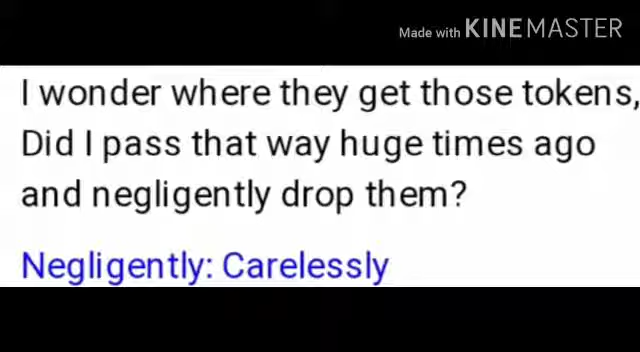 Made with KINEMASTER
I wonder where they get those tokens,
Did I pass that way huge times ago
and negligently drop them?
Negligently: Carelessly